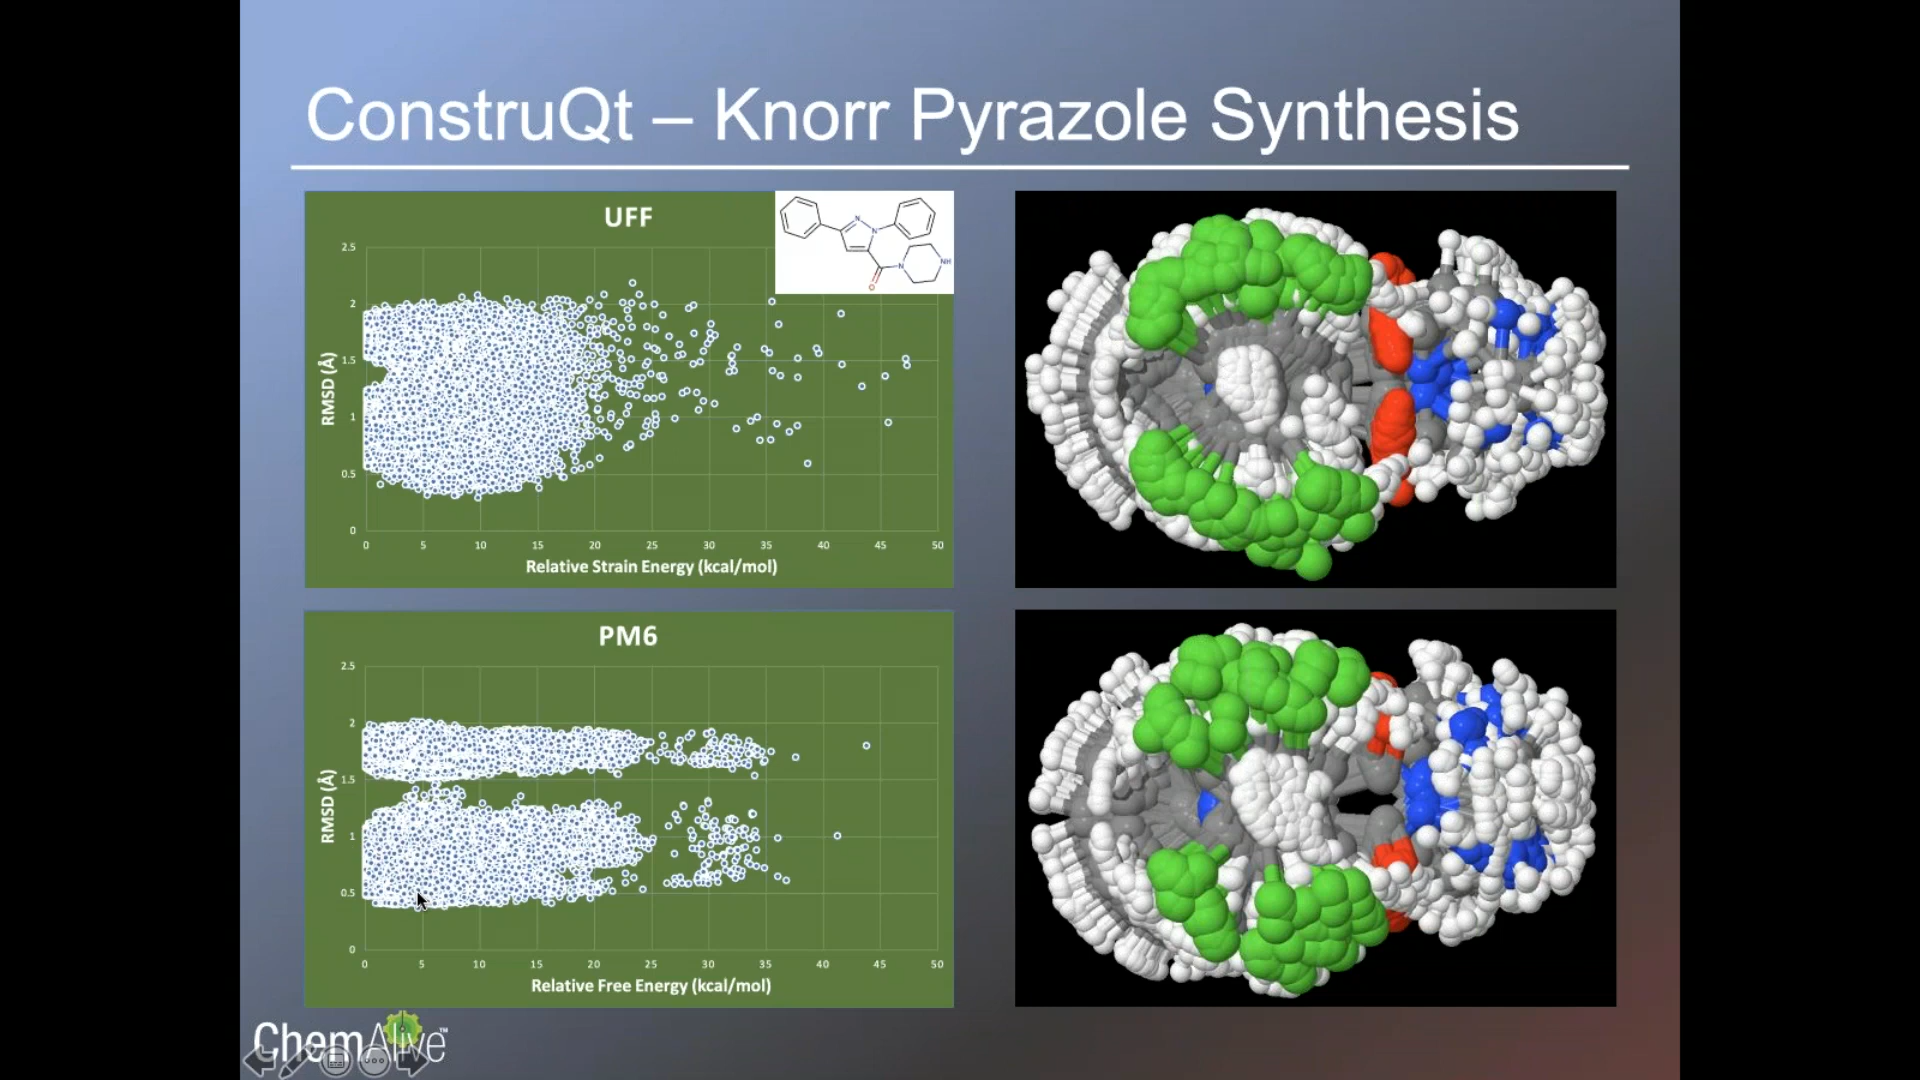 ConstruQt – Knorr Pyrazole Synthesis
UFF
N
N
N
NH
O
2.5
2
1.5
1
0.5
0
RMSD (Å)
0 5 10 15 20 25 30 35 40 45 50
Relative Strain Energy (kcal/mol)
PM6
2.5
2
1.5
1
0.5
0
RMSD (Å)
0 5 10 15 20 25 30 35 40 45 50
Relative Free Energy (kcal/mol)
ChemAlive™